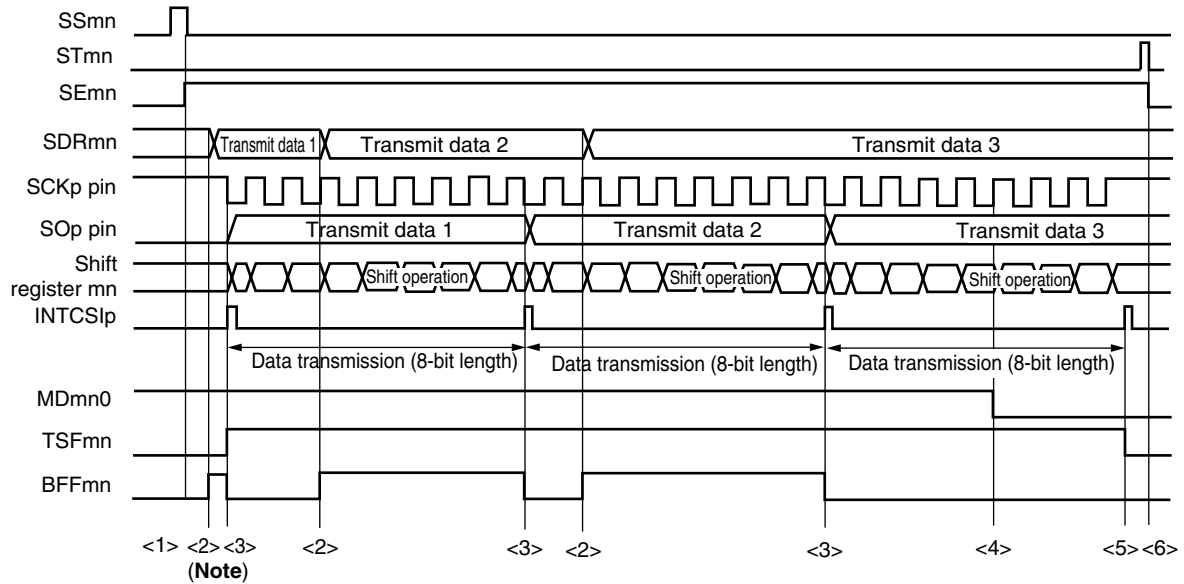 SSmn
STmn
SEmn
SDRmn
Transmit data 1
Transmit data 2
Transmit data 3
SCKp pin
SOp pin
Transmit data 1
Transmit data 2
Transmit data 3
Shift
register mn
Shift operation
Shift operation
Shift operation
INTCSIp
Data transmission (8-bit length)
Data transmission (8-bit length)
Data transmission (8-bit length)
MDmn0
TSFmn
BFFmn
<1> <2> <3> <2> <3> <2> <3> <4> <5> <6>
(Note)